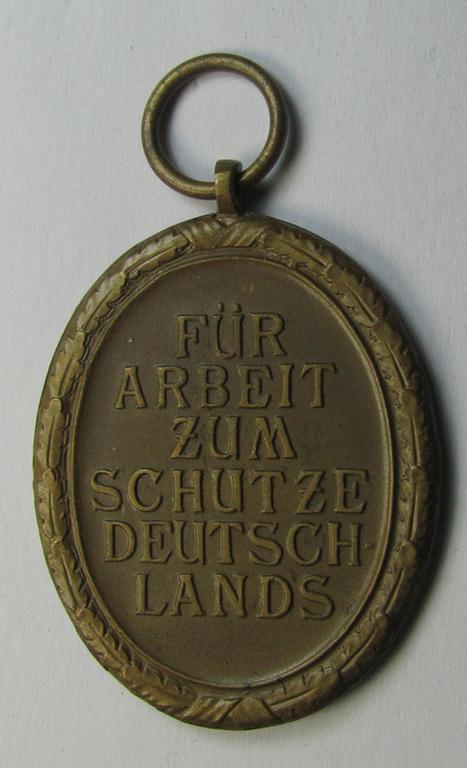 FÜR
ARBEIT
ZUM
SCHUTZE
DEUTSCH-
LANDS